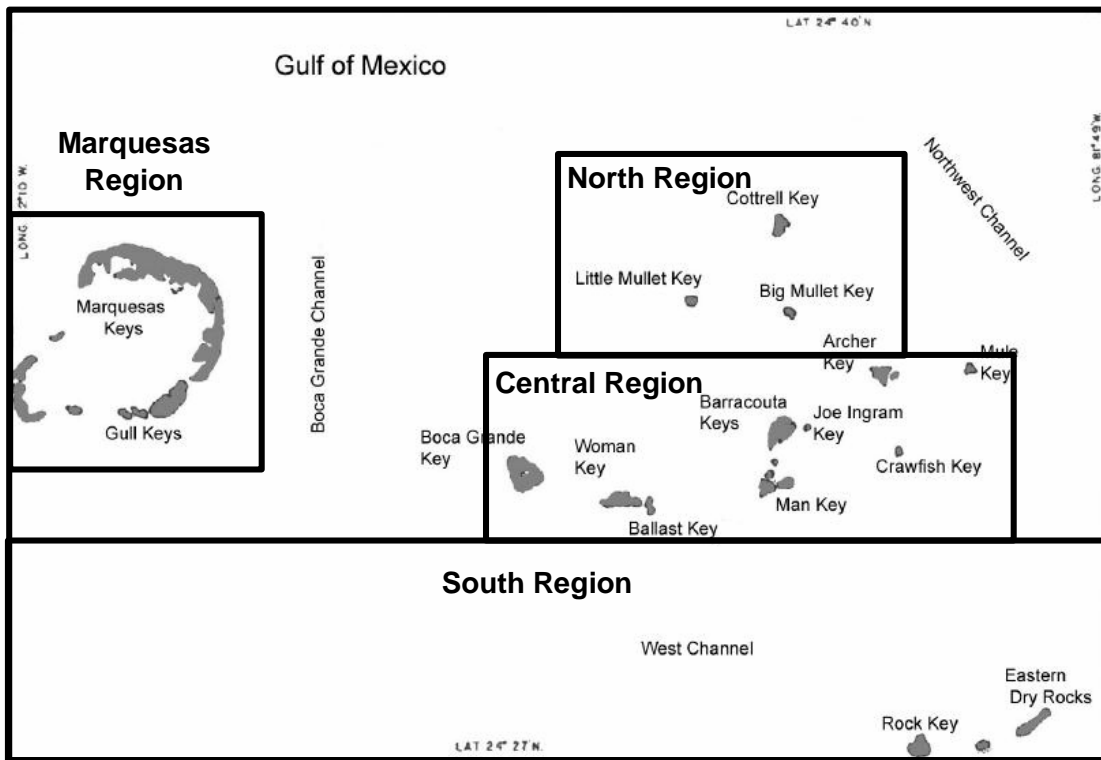 LAT 24° 40'N
Gulf of Mexico
Marquesas
Region
LONG. 2°10 W.
LONG 81°49'W.
Northwest Channel
North Region
Cottrell Key
Little Mullet Key
Big Mullet Key
Marquesas
Keys
Gull Keys
Boca Grande Channel
Archer
Key
Mule
Key
Central Region
Barracouta
Keys
Joe Ingram
Key
Boca Grande
Key
Woman
Key
Crawfish Key
Man Key
Ballast Key
South Region
West Channel
Eastern
Dry Rocks
Rock Key
LAT 24° 27'N.